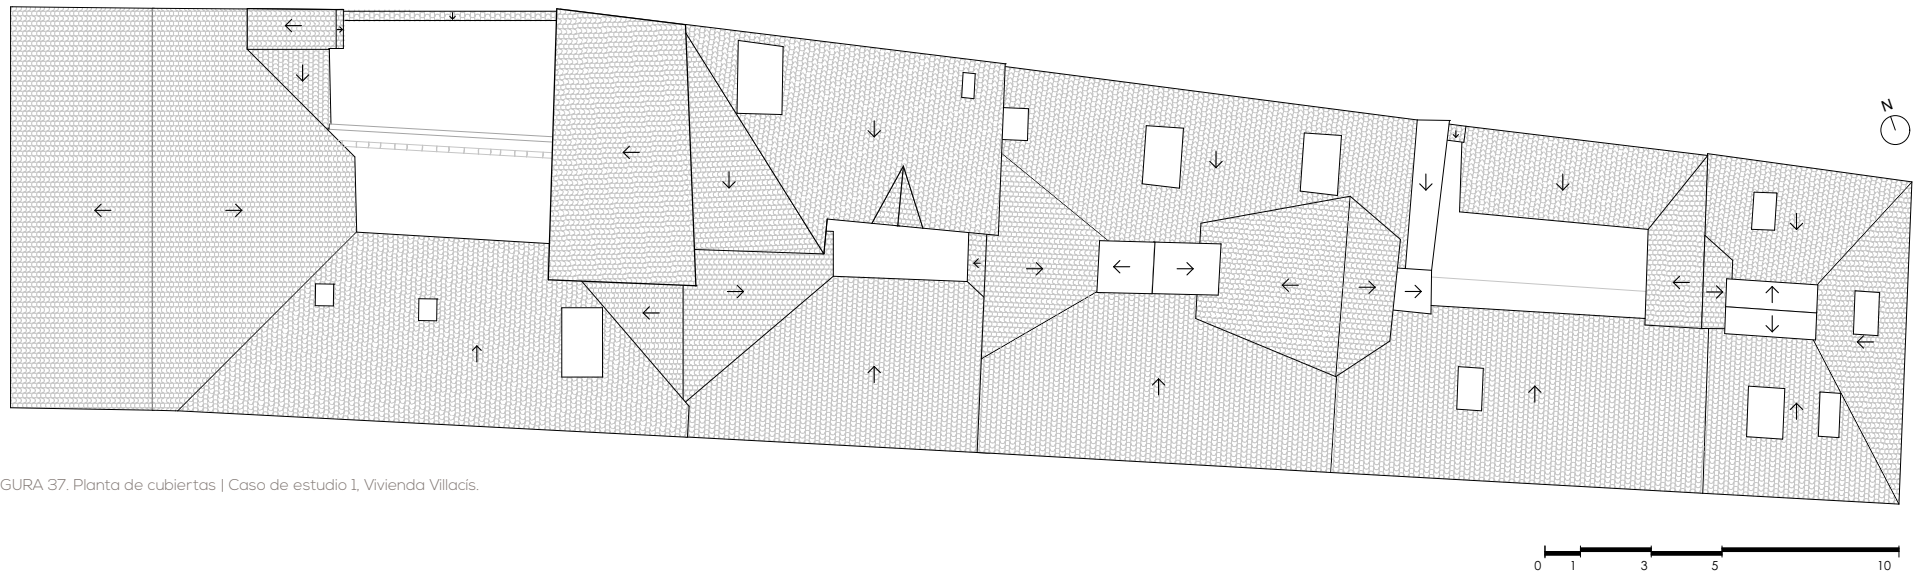 N
GURA 37. Planta de cubiertas | Caso de estudio 1, Vivienda Villacís.
0 1 3 5 10